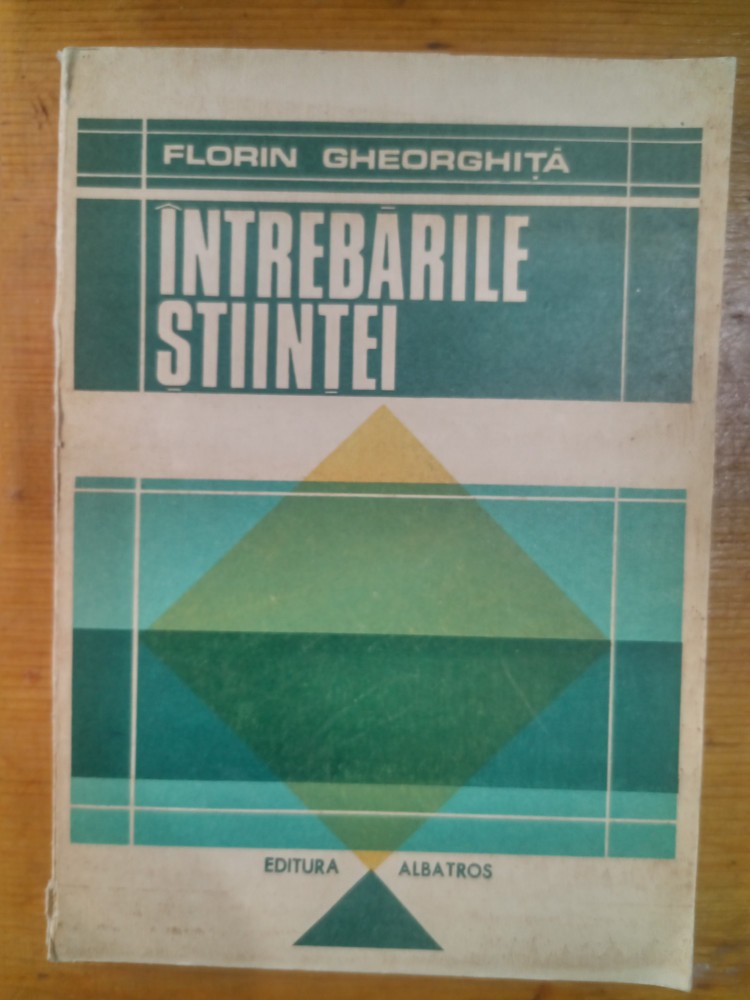 FLORIN GHEORGHIȚĂ
ÎNTREBĂRILE
ȘTIINȚEI
EDITURA ALBATROS